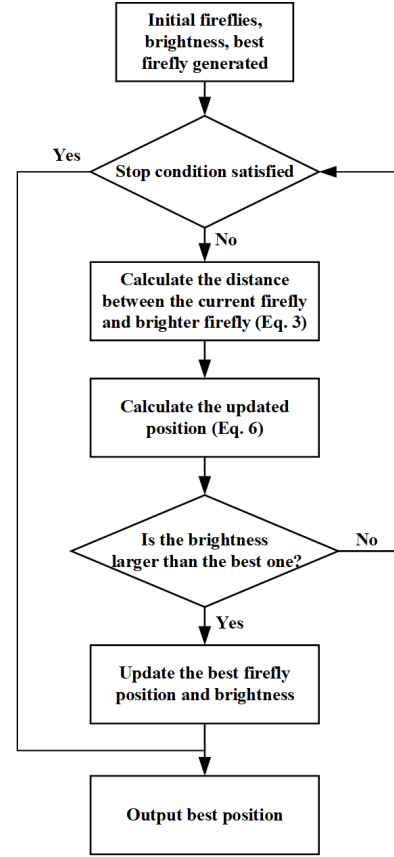 Initial fireflies,
brightness, best
firefly generated
Yes
Stop condition satisfied
No
Calculate the distance
between the current firefly
and brighter firefly (Eq. 3)
Calculate the updated
position (Eq. 6)
Is the brightness
larger than the best one?
No
Yes
Update the best firefly
position and brightness
Output best position